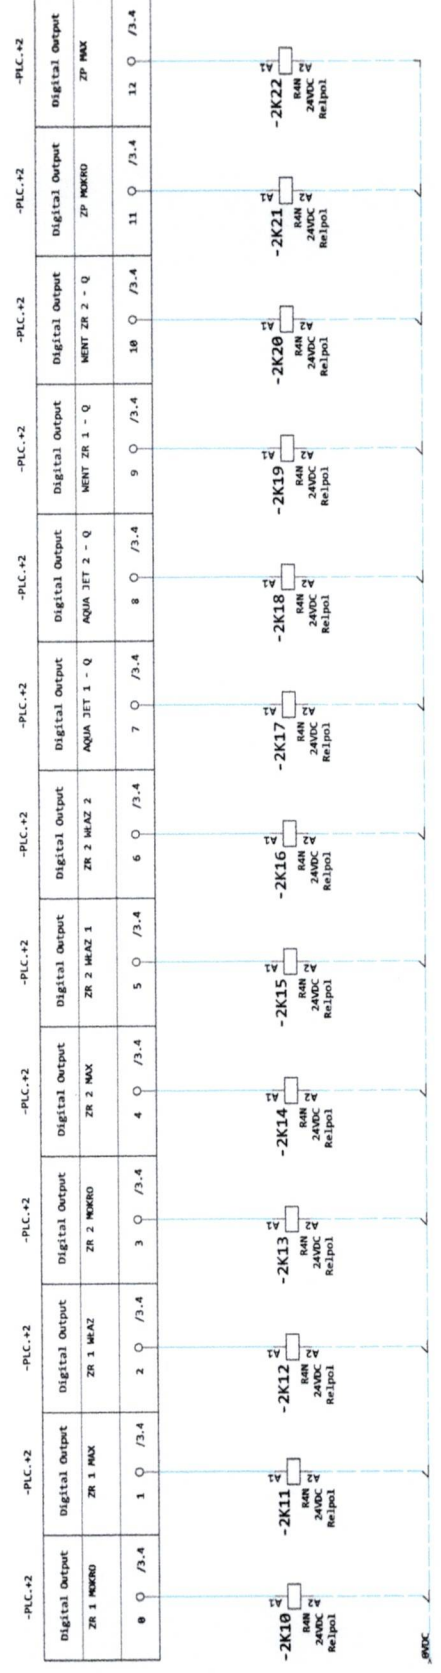 -PLC.+2 -PLC.+2 -PLC.+2 -PLC.+2 -PLC.+2 -PLC.+2 -PLC.+2 -PLC.+2 -PLC.+2 -PLC.+2 -PLC.+2 -PLC.+2 -PLC.+2
Digital Output Digital Output Digital Output Digital Output Digital Output Digital Output Digital Output Digital Output Digital Output Digital Output Digital Output Digital Output Digital Output
ZR 1 MOKRO ZR 1 MAX ZR 1 WŁAZ ZR 2 MOKRO ZR 2 MAX ZR 2 WŁAZ 1 ZR 2 WŁAZ 2 AQUA JET 1 - Q AQUA JET 2 - Q WENT ZR 1 - Q WENT ZR 2 - Q ZP MOKRO ZP MAX
0 /3.4 1 /3.4 2 /3.4 3 /3.4 4 /3.4 5 /3.4 6 /3.4 7 /3.4 8 /3.4 9 /3.4 10 /3.4 11 /3.4 12 /3.4
A1 A1 A1 A1 A1 A1 A1 A1 A1 A1 A1 A1 A1
-2K10 -2K11 -2K12 -2K13 -2K14 -2K15 -2K16 -2K17 -2K18 -2K19 -2K20 -2K21 -2K22
A2 A2 A2 A2 A2 A2 A2 A2 A2 A2 A2 A2 A2
R4N R4N R4N R4N R4N R4N R4N R4N R4N R4N R4N R4N R4N
24VDC 24VDC 24VDC 24VDC 24VDC 24VDC 24VDC 24VDC 24VDC 24VDC 24VDC 24VDC 24VDC
Relpol Relpol Relpol Relpol Relpol Relpol Relpol Relpol Relpol Relpol Relpol Relpol Relpol
0VDC